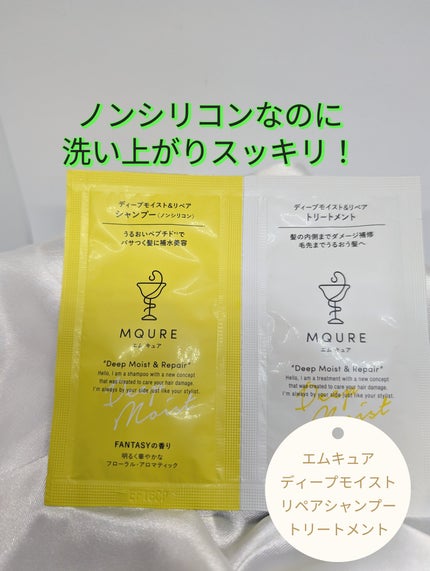 ノンシリコンなのに
洗い上がりスッキリ！
ディープモイスト&リペア
シャンプー(ノンシリコン)
うるおいペプチド*¹で
パサつく髪に補水美容
MQURE
エムキュア
"Deep Moist & Repair"
Hello, I am a shampoo with a new concept
that was created to care your hair damage.
I'm always by your side just like your stylist.
Deep
Moist
FANTASYの香り
明るく華やかな
フローラル・アロマティック
ディープモイスト&リペア
トリートメント
髪の内側までダメージ補修
毛先までうるおう髪へ
MQURE
エムキュア
"Deep Moist & Repair"
Hello, I am a treatment with a new concept
that was created to care your hair damage.
I'm always by your side just like your stylist.
Deep
Moist
エムキュア
ディープモイスト
リペアシャンプー
トリートメント